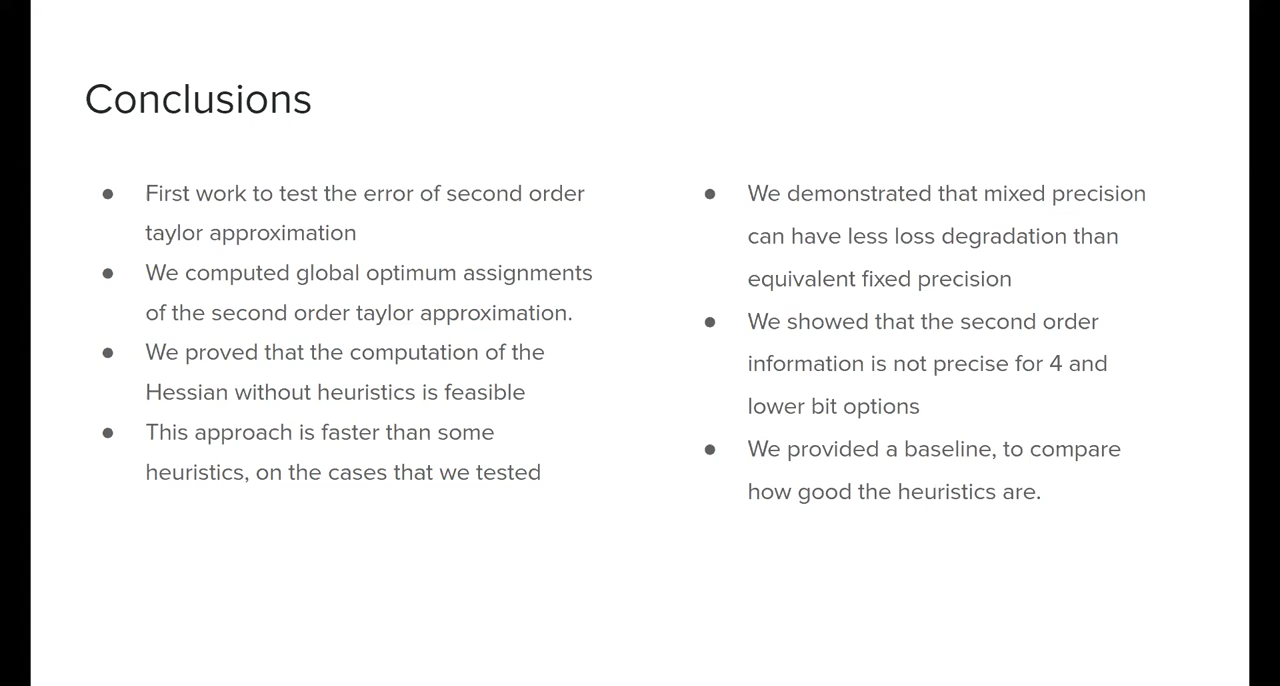 Conclusions
● First work to test the error of second order
taylor approximation
● We computed global optimum assignments
of the second order taylor approximation.
● We proved that the computation of the
Hessian without heuristics is feasible
● This approach is faster than some
heuristics, on the cases that we tested
● We demonstrated that mixed precision
can have less loss degradation than
equivalent fixed precision
● We showed that the second order
information is not precise for 4 and
lower bit options
● We provided a baseline, to compare
how good the heuristics are.